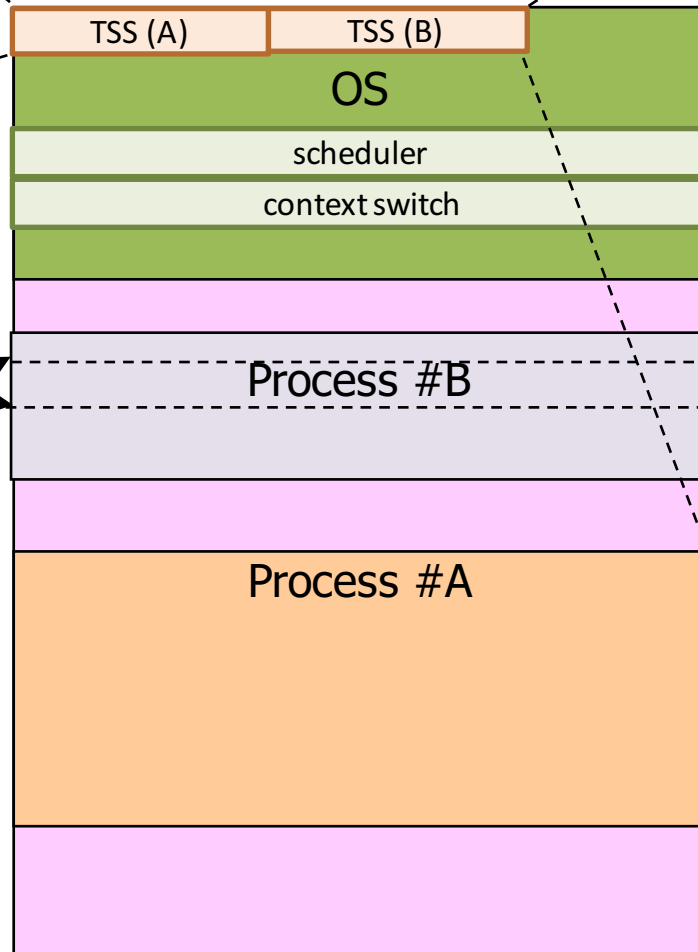 TSS (A) TSS (B)
OS
scheduler
context switch
Process #B
Process #A